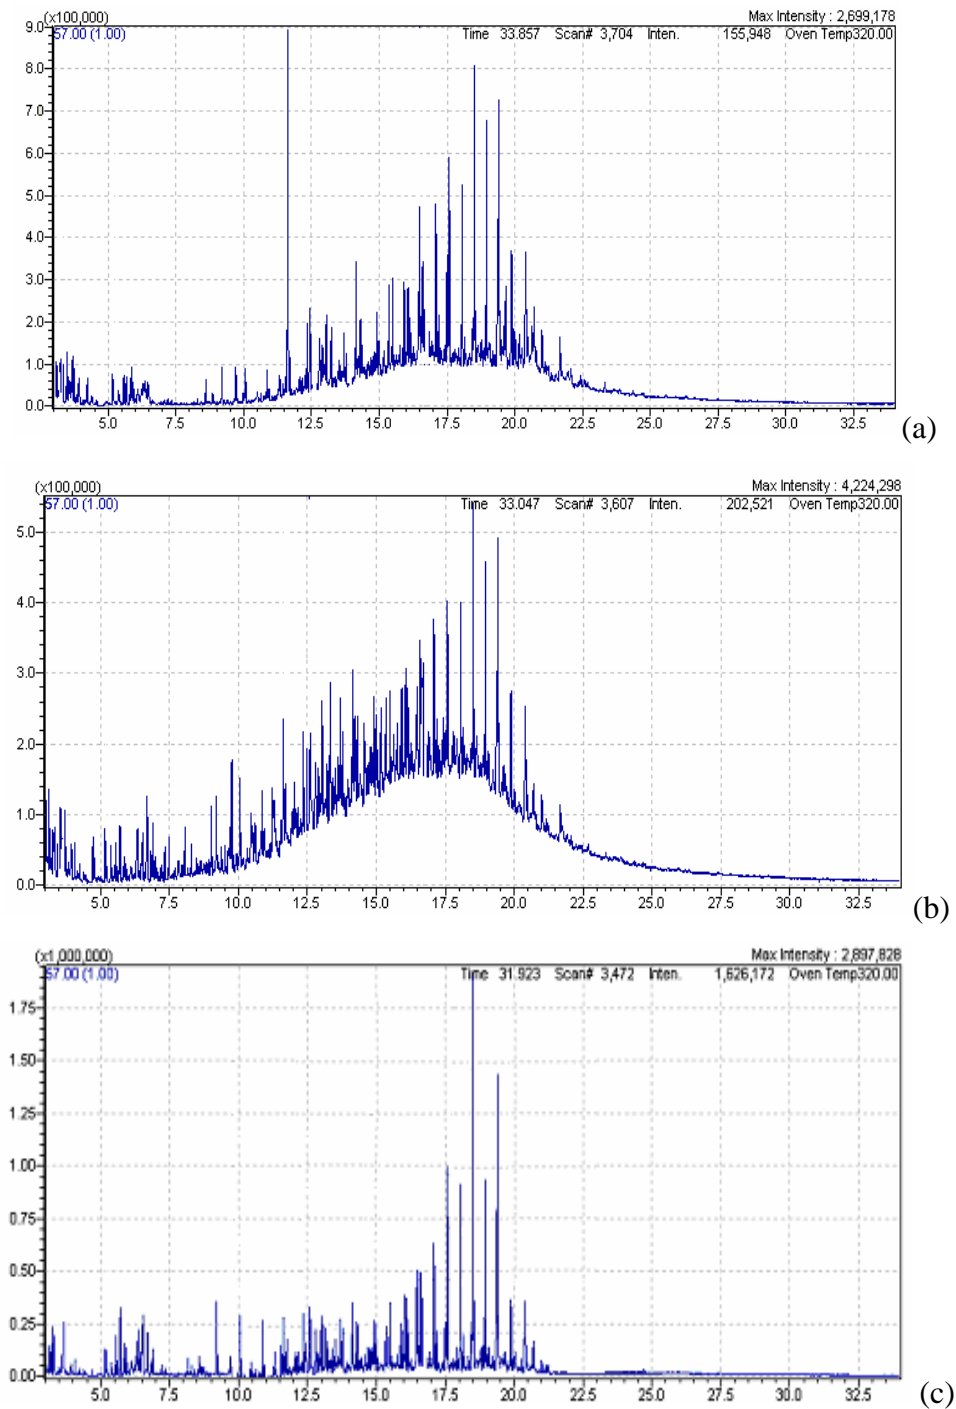 (x100,000) Max Intensity : 2,699,178
57.00 (1.00) Time 33.857 Scan# 3,704 Inten. 155,948 Oven Temp320.00
9.0
8.0
7.0
6.0
5.0
4.0
3.0
2.0
1.0
0.0
5.0 7.5 10.0 12.5 15.0 17.5 20.0 22.5 25.0 27.5 30.0 32.5
(a)
(x100,000) Max Intensity : 4,224,298
57.00 (1.00) Time 33.047 Scan# 3,607 Inten. 202,521 Oven Temp320.00
5.0
4.0
3.0
2.0
1.0
0.0
5.0 7.5 10.0 12.5 15.0 17.5 20.0 22.5 25.0 27.5 30.0 32.5
(b)
(x1,000,000) Max Intensity : 2,897,828
57.00 (1.00) Time 31.923 Scan# 3,472 Inten. 1,626,172 Oven Temp320.00
1.75
1.50
1.25
1.00
0.75
0.50
0.25
0.00
5.0 7.5 10.0 12.5 15.0 17.5 20.0 22.5 25.0 27.5 30.0 32.5
(c)